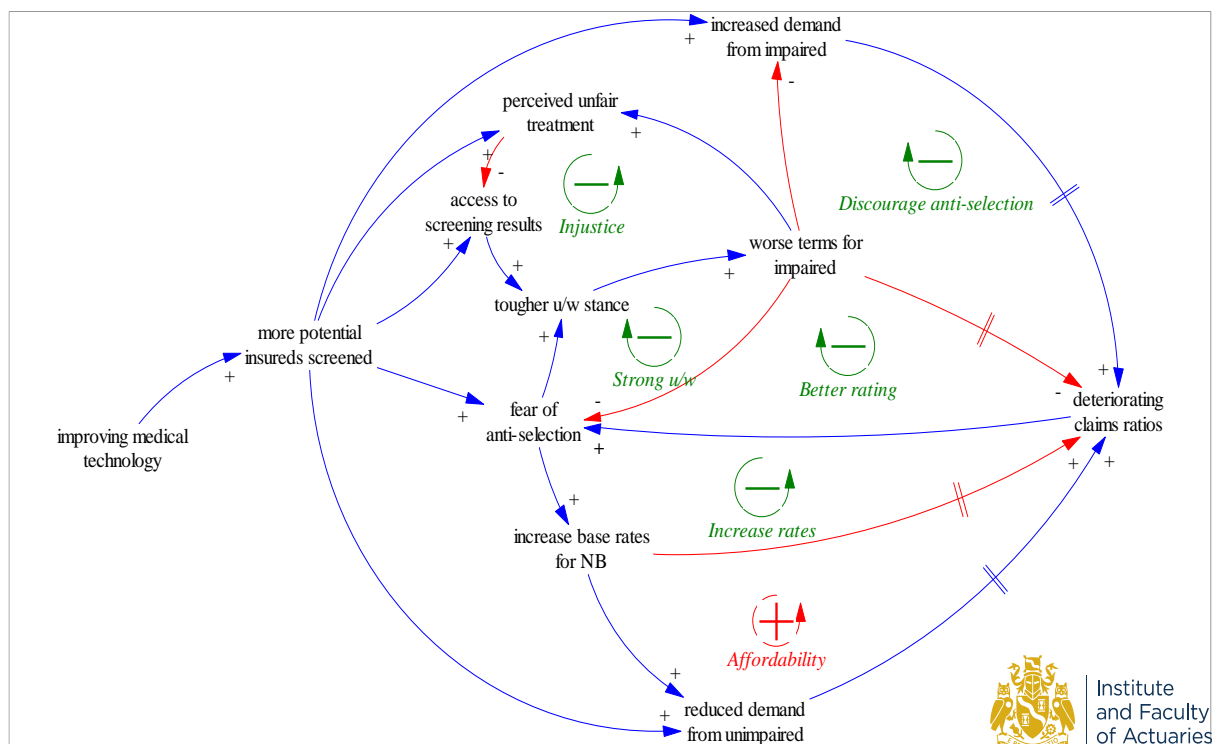 increased demand
from impaired
+
-
perceived unfair
treatment
+
+
-
Injustice
Discourage anti-selection
access to
screening results
+
+
worse terms for
impaired
+
tougher u/w stance
+
more potential
insureds screened
+
Strong u/w
Better rating
-
+
-
+
deteriorating
claims ratios
fear of
anti-selection
+
+
+
improving medical
technology
+
+
Increase rates
increase base rates
for NB
Affordability
+
+
reduced demand
from unimpaired
Institute
and Faculty
of Actuaries